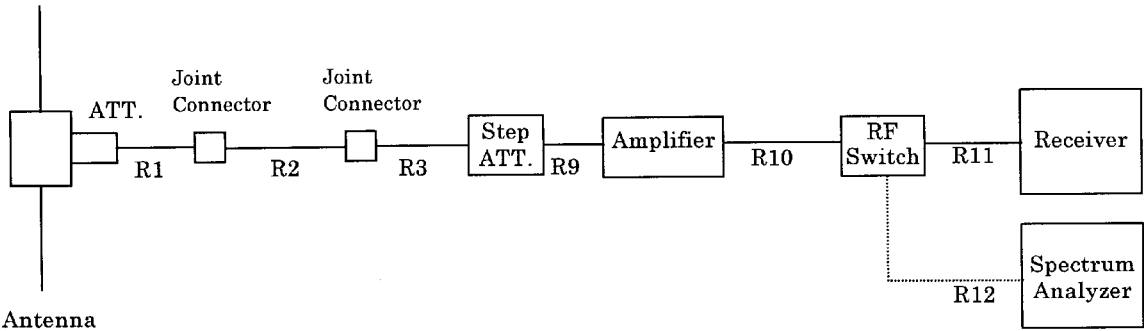 ATT.
Joint
Connector
Joint
Connector
R1
R2
R3
Step
ATT.
R9
Amplifier
R10
RF
Switch
R11
Receiver
R12
Spectrum
Analyzer
Antenna